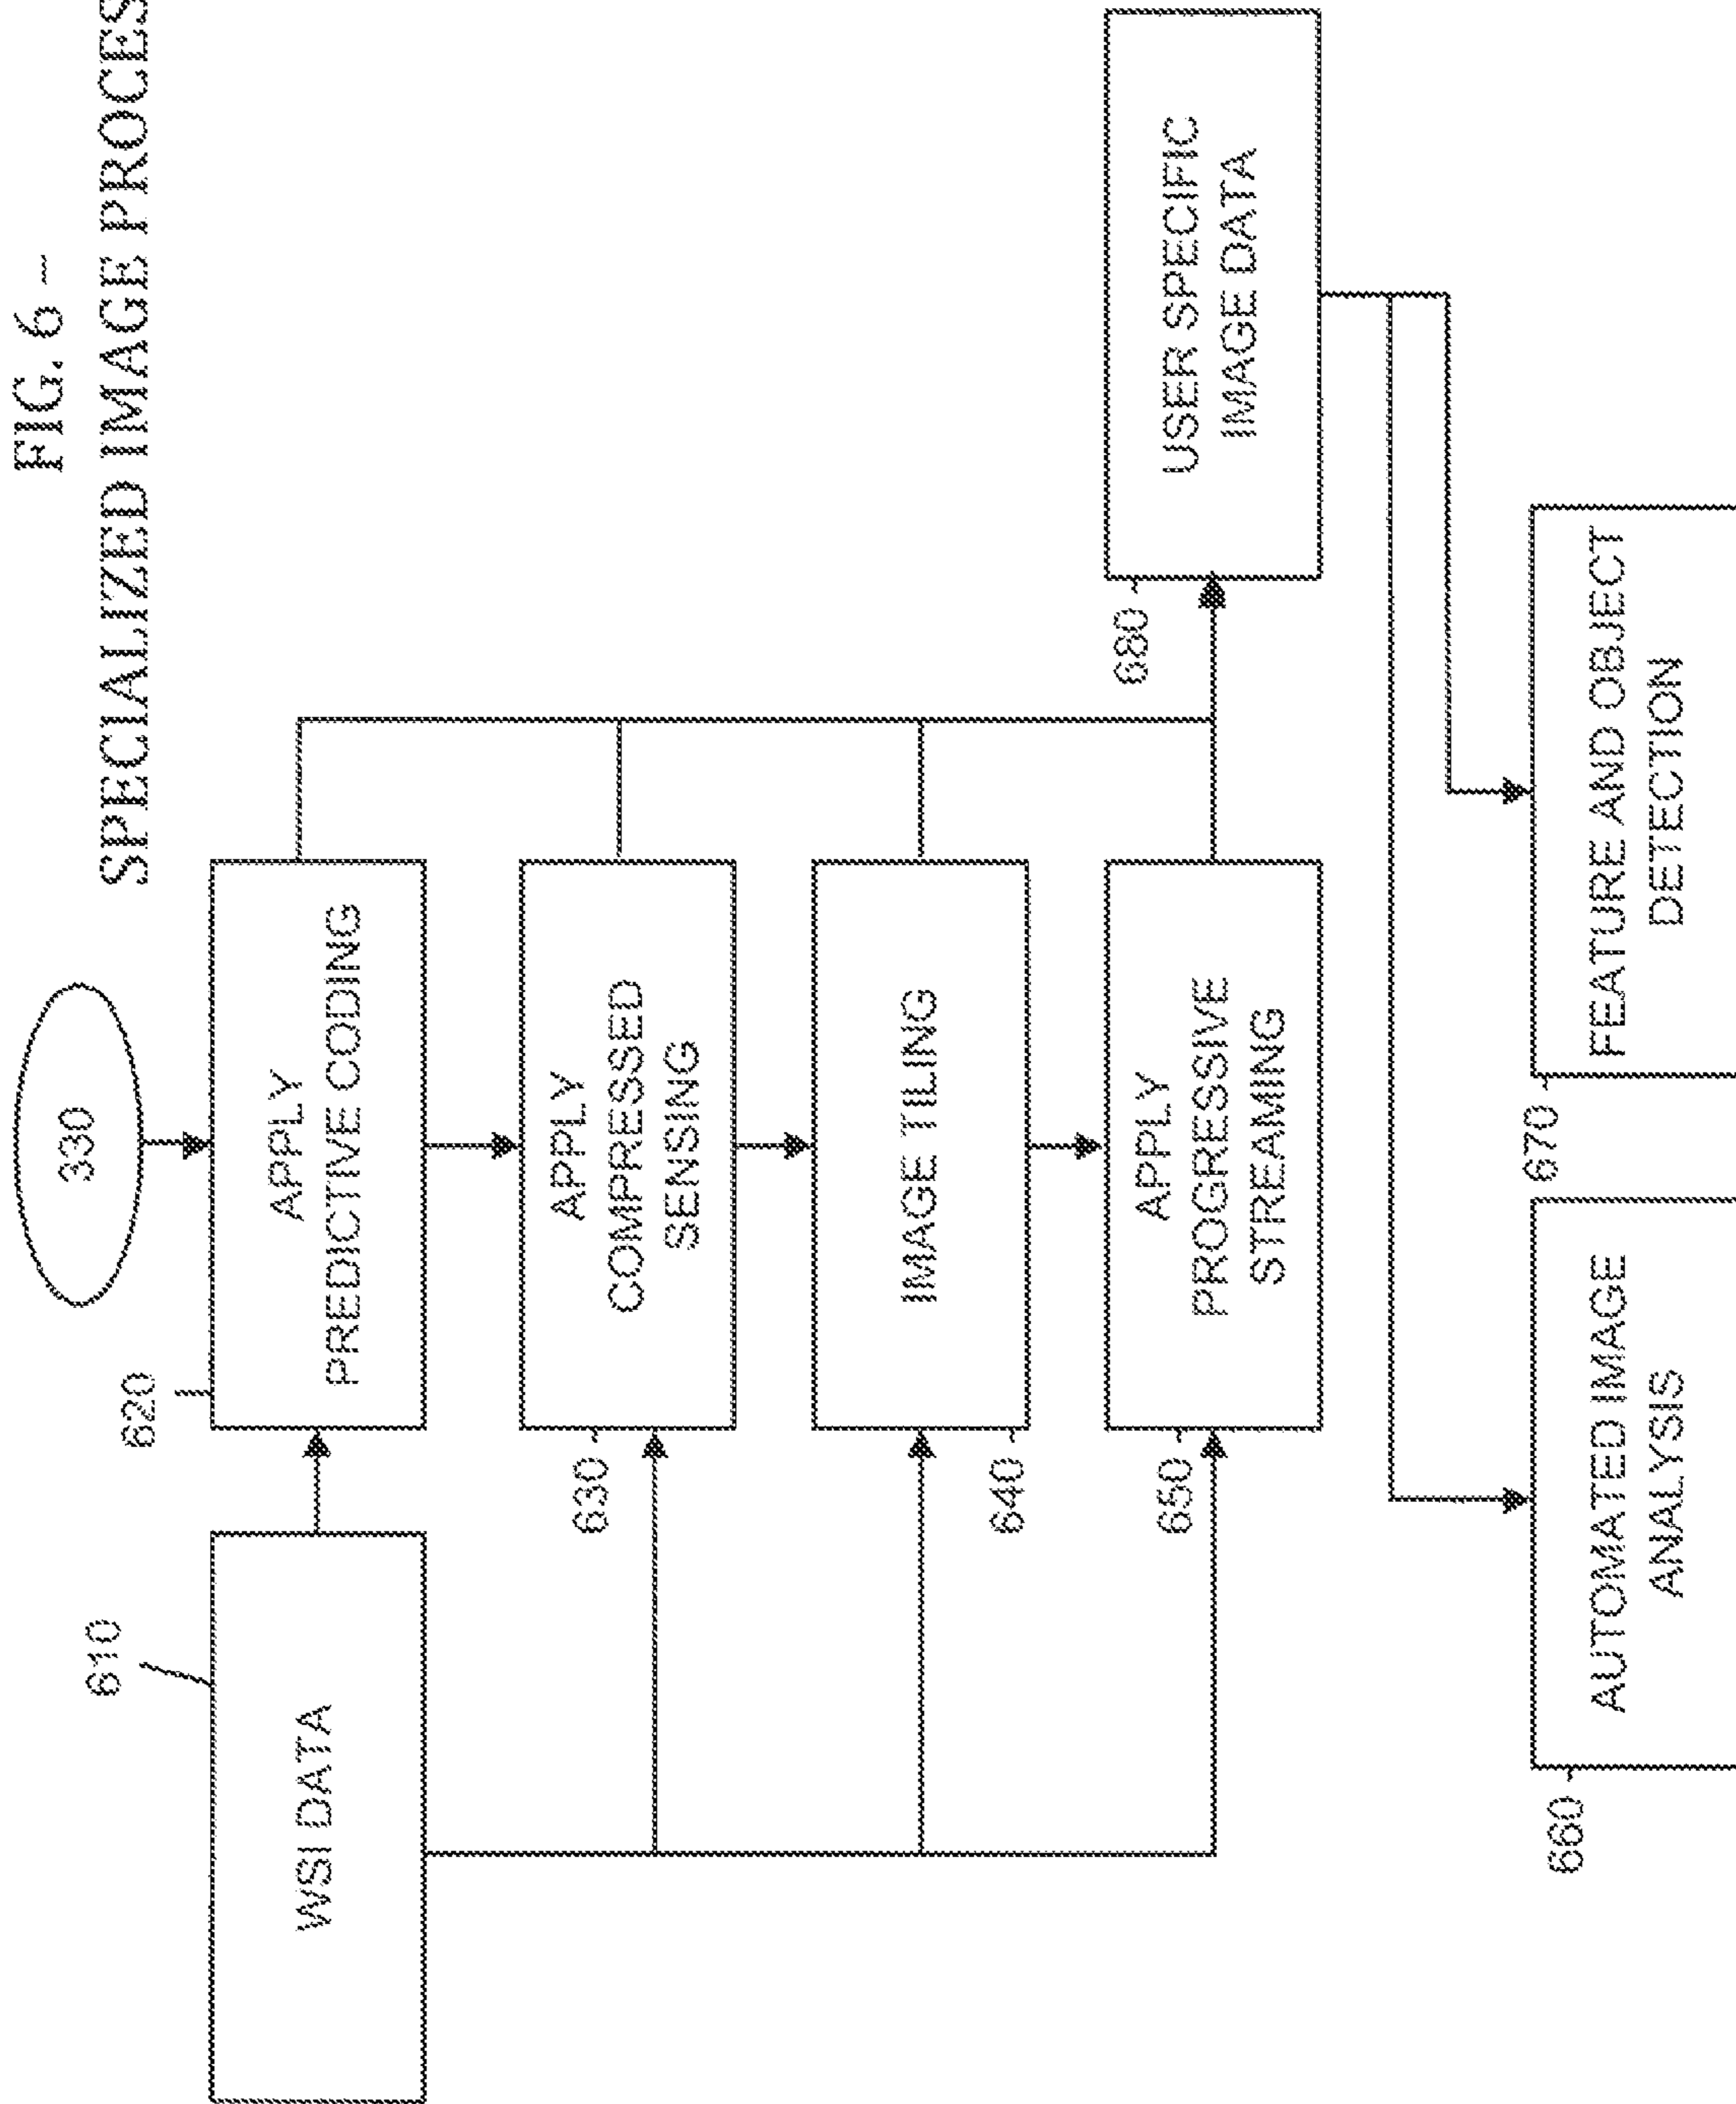 FIG. 6 –
SPECIALIZED IMAGE PROCES
330
610
WSI DATA
620
APPLY
PREDICTIVE CODING
630
APPLY
COMPRESSED
SENSING
640
IMAGE TILING
650
APPLY
PROGRESSIVE
STREAMING
680
USER SPECIFIC
IMAGE DATA
660
AUTOMATED IMAGE
ANALYSIS
670
FEATURE AND OBJECT
DETECTION